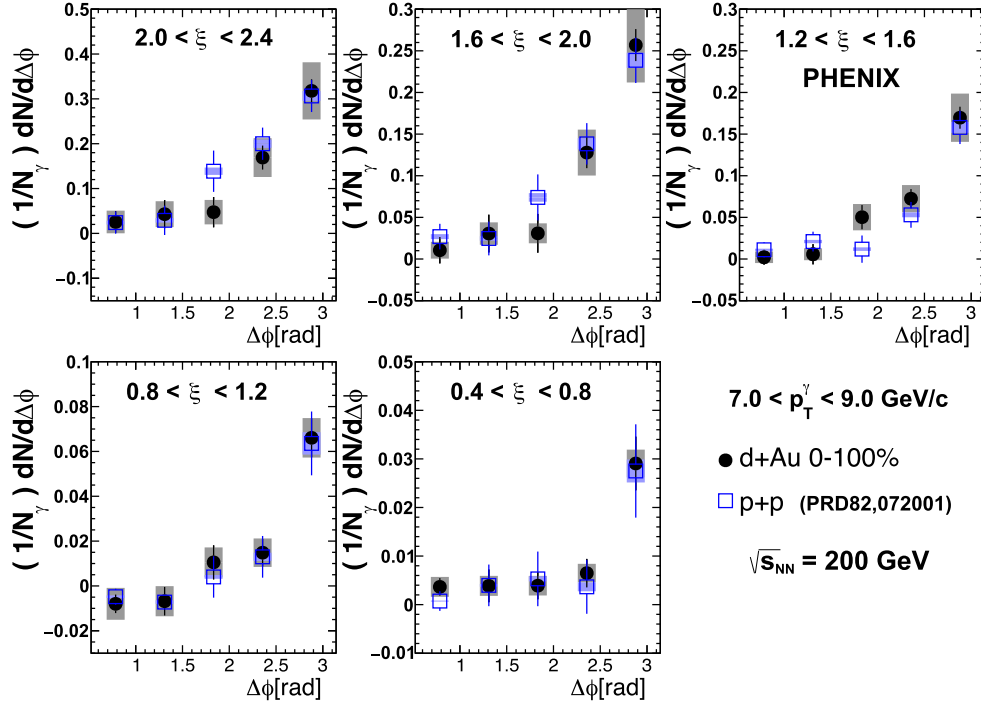 ( 1/N_γ ) dN/dΔϕ
2.0 < ξ < 2.4
0.5
0.4
0.3
0.2
0.1
0
−0.1
1 1.5 2 2.5 3
Δϕ[rad]
( 1/N_γ ) dN/dΔϕ
1.6 < ξ < 2.0
0.3
0.25
0.2
0.15
0.1
0.05
0
−0.05
1 1.5 2 2.5 3
Δϕ[rad]
( 1/N_γ ) dN/dΔϕ
1.2 < ξ < 1.6
PHENIX
0.3
0.25
0.2
0.15
0.1
0.05
0
−0.05
1 1.5 2 2.5 3
Δϕ[rad]
( 1/N_γ ) dN/dΔϕ
0.8 < ξ < 1.2
0.1
0.08
0.06
0.04
0.02
0
−0.02
1 1.5 2 2.5 3
Δϕ[rad]
( 1/N_γ ) dN/dΔϕ
0.4 < ξ < 0.8
0.05
0.04
0.03
0.02
0.01
0
−0.01
1 1.5 2 2.5 3
Δϕ[rad]
7.0 < p_T^γ < 9.0 GeV/c
d+Au 0-100%
p+p (PRD82,072001)
√s_NN = 200 GeV